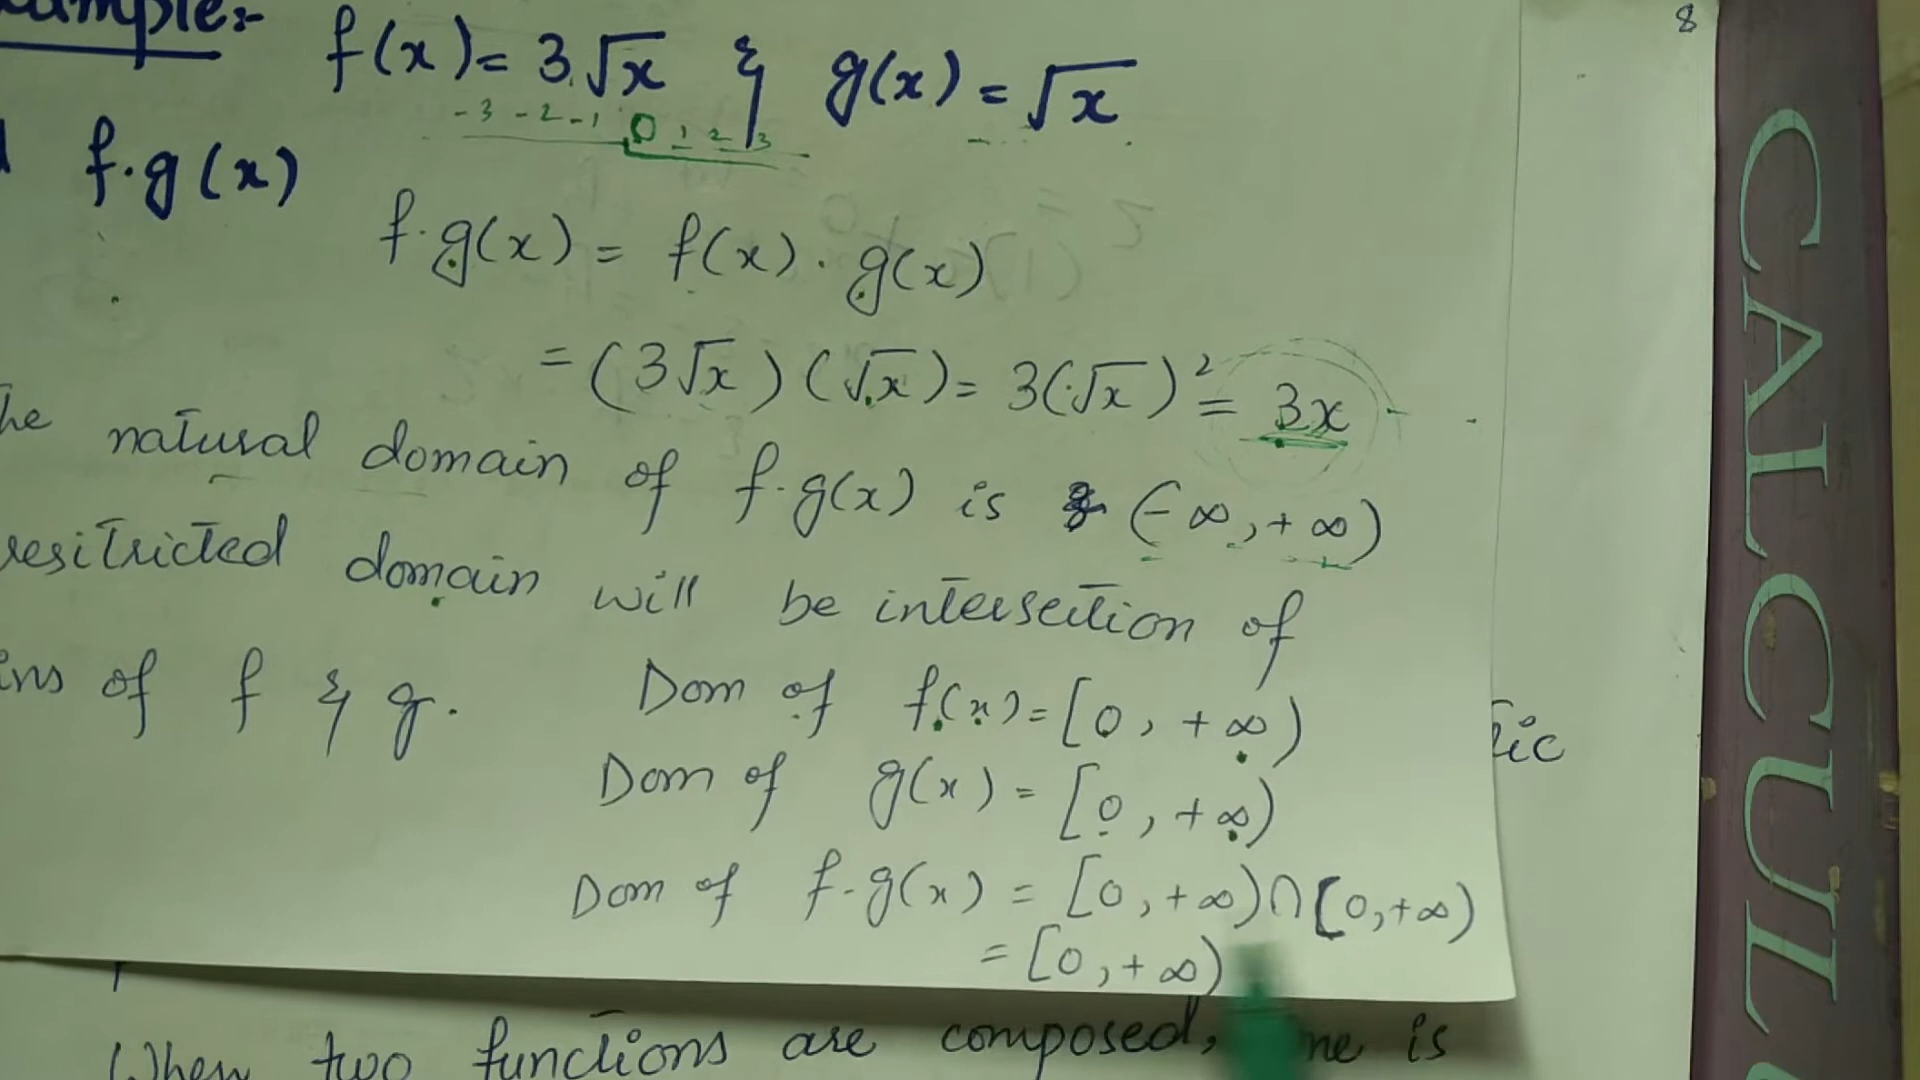 8
f(x) = 3√x & g(x) = √x
-3 -2 -1 0 1 2 3
f·g(x)
f·g(x) = f(x)·g(x)
= (3√x)(√x) = 3(√x)² = 3x
natural domain of f·g(x) is (-∞, +∞)
resitricted domain will be intersection of
of f & g.
Dom of f(x) = [0, +∞)
Dom of g(x) = [0, +∞)
Dom of f·g(x) = [0, +∞)∩[0, +∞)
= [0, +∞)
When two functions are composed, is
CALCUL